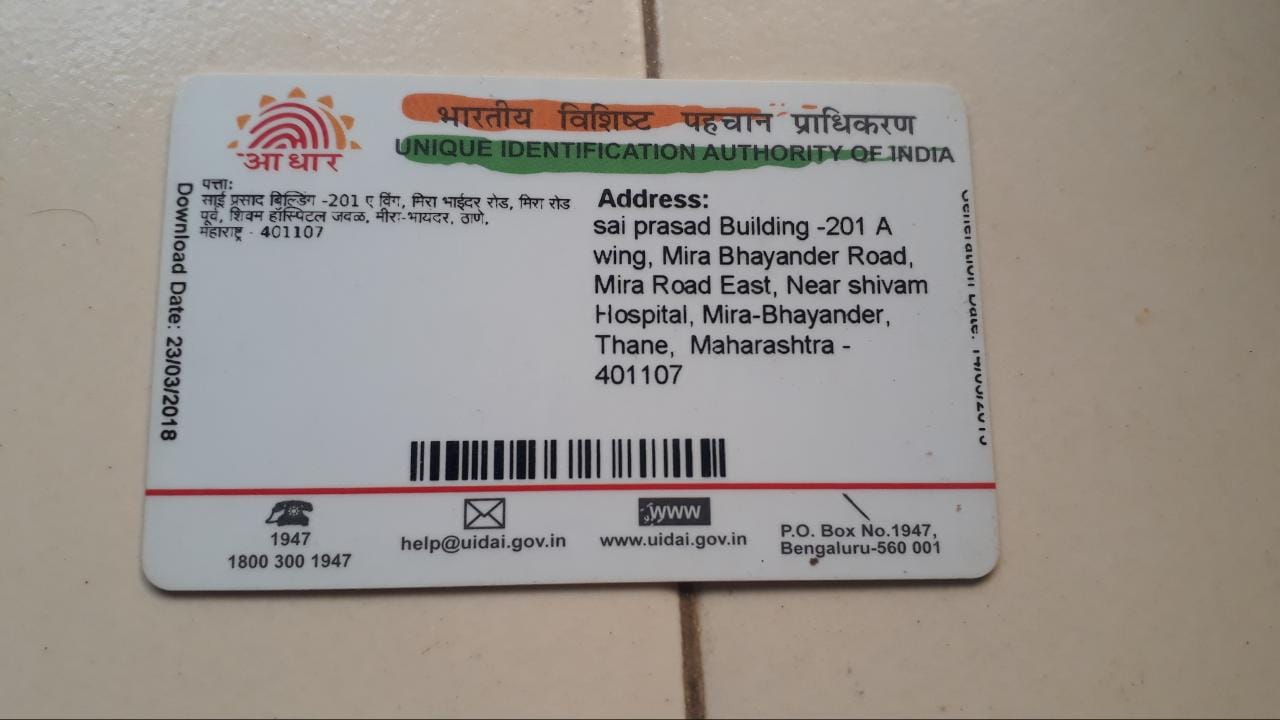 भारतीय विशिष्ट पहचान प्राधिकरण
UNIQUE IDENTIFICATION AUTHORITY OF INDIA
आधार
Download Date: 23/03/2018
पत्ता:
साई प्रसाद बिल्डिंग -201 ए विंग, मिरा भाईंदर रोड, मिरा रोड
पूर्व, शिवम हॉस्पिटल जवळ, मीरा-भायंदर, ठाणे,
महाराष्ट्र - 401107
Address:
sai prasad Building -201 A
wing, Mira Bhayander Road,
Mira Road East, Near shivam
Hospital, Mira-Bhayander,
Thane, Maharashtra -
401107
Generation Date:
1947
1800 300 1947
help@uidai.gov.in
www
www.uidai.gov.in
P.O. Box No.1947,
Bengaluru-560 001